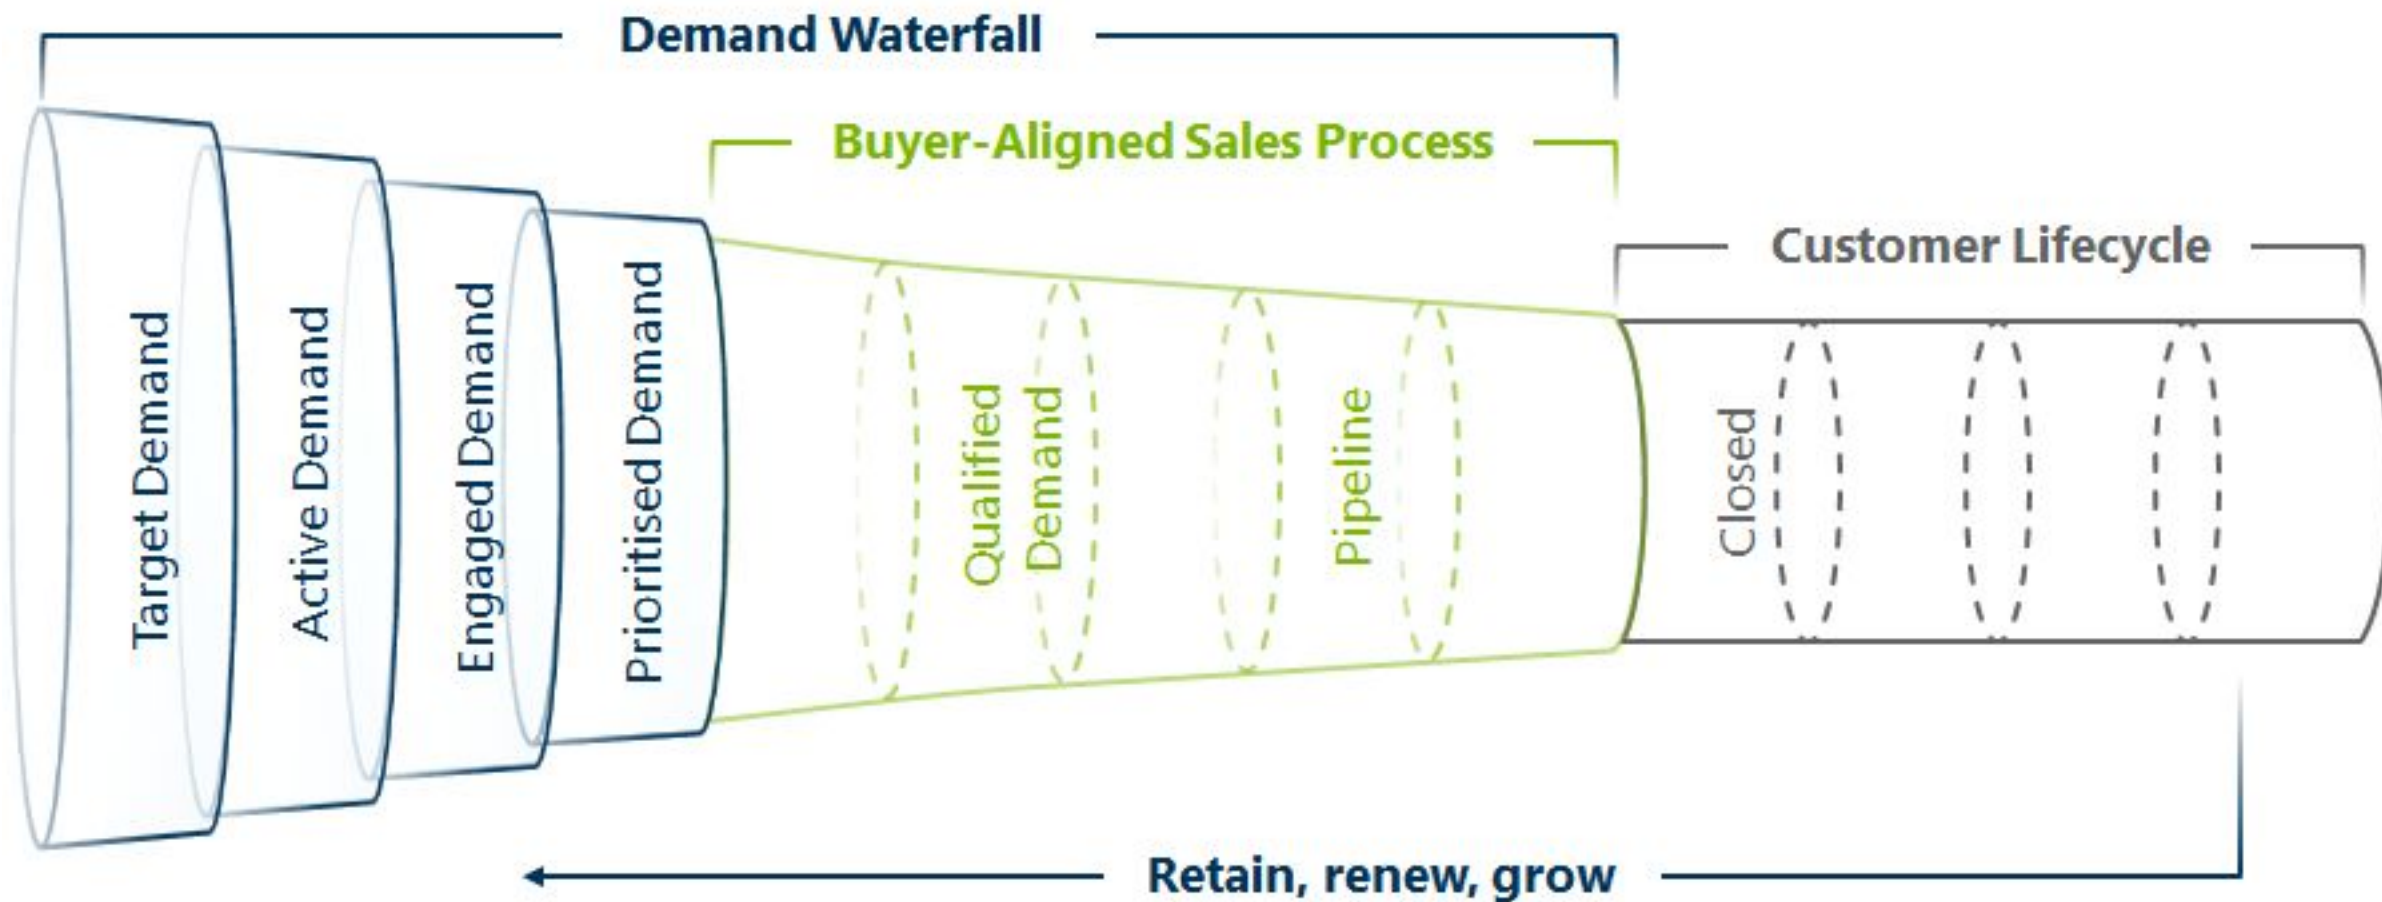 Demand Waterfall
Buyer-Aligned Sales Process
Customer Lifecycle
Target Demand
Active Demand
Engaged Demand
Prioritised Demand
Qualified
Demand
Pipeline
Closed
Retain, renew, grow